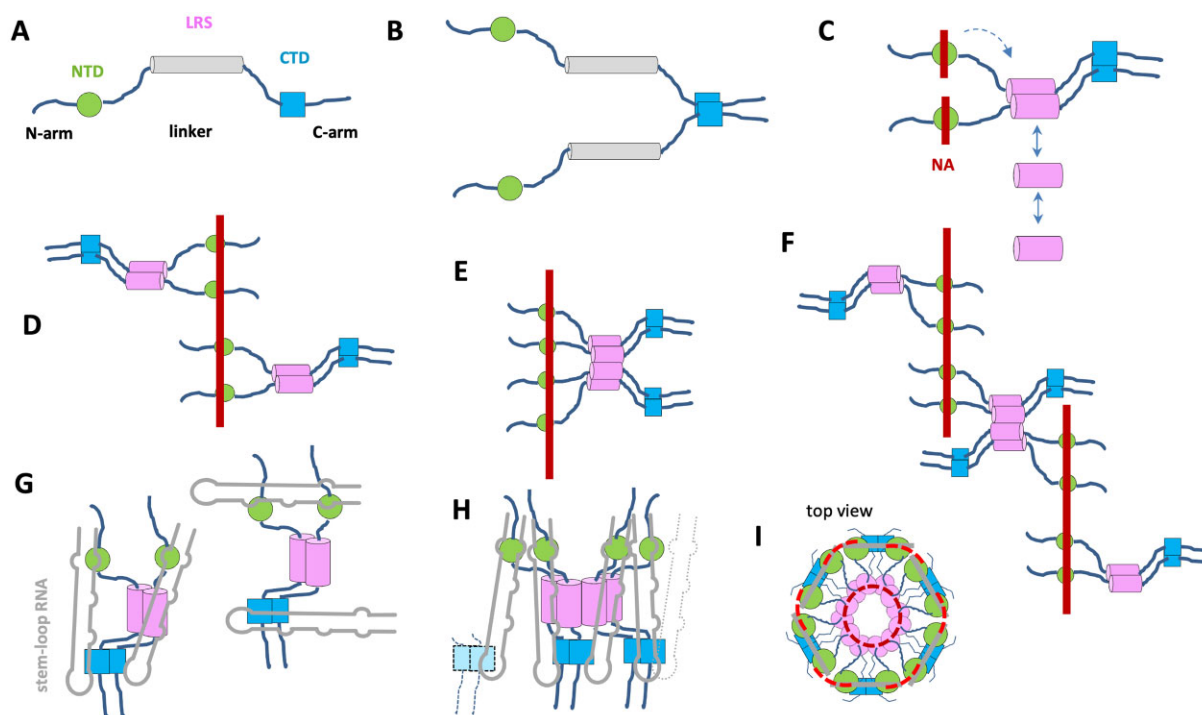 A
LRS
NTD
CTD
N-arm
linker
C-arm
B
C
NA
D
E
F
G
stem-loop RNA
H
top view
I